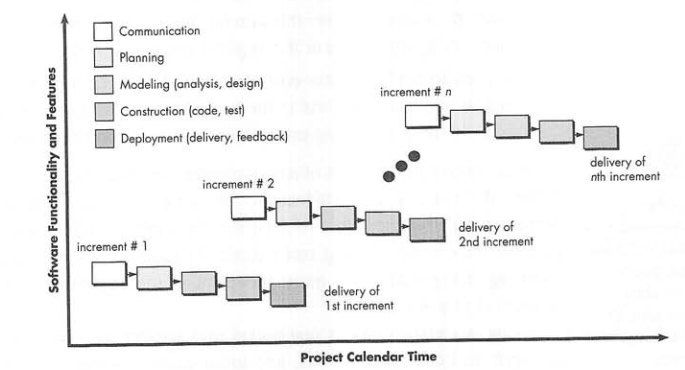 Software Functionality and Features
Communication
Planning
Modeling (analysis, design)
Construction (code, test)
Deployment (delivery, feedback)
increment # n
delivery of
nth increment
increment # 2
delivery of
2nd increment
increment # 1
delivery of
1st increment
Project Calendar Time